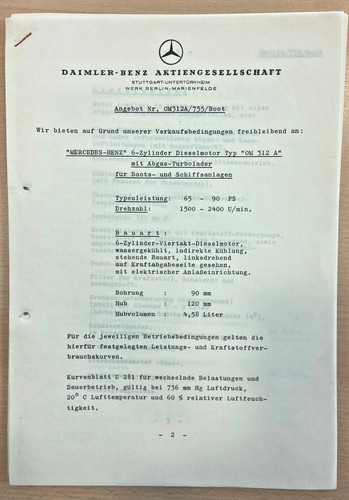 DAIMLER-BENZ AKTIENGESELLSCHAFT
STUTTGART-UNTERTÜRKHEIM
WERK BERLIN-MARIENFELDE
Angebot Nr. OM312A/755/Boot
Wir bieten auf Grund unserer Verkaufsbedingungen freibleibend an:
"MERCEDES-BENZ" 6-Zylinder Dieselmotor Typ "OM 312 A"
mit Abgas-Turbolader
für Boots- und Schiffsanlagen
Typenleistung: 65 - 90 PS
Drehzahl: 1500 - 2400 U/min.
Bauart:
6-Zylinder-Viertakt-Dieselmotor,
wassergekühlt, indirekte Kühlung,
stehende Bauart, linksdrehend
auf Kraftabgabeseite gesehen,
mit elektrischer Anlaßeinrichtung.
Bohrung : 90 mm
Hub : 120 mm
Hubvolumen : 4,58 Liter
Für die jeweiligen Betriebsbedingungen gelten die
hierfür festgelegten Leistungs- und Kraftstoffver-
brauchskurven.
Kurvenblatt U 281 für wechselnde Belastungen und
Dauerbetrieb, gültig bei 736 mm Hg Luftdruck,
20° C Lufttemperatur und 60 % relativer Luftfeuch-
tigkeit.
- 2 -